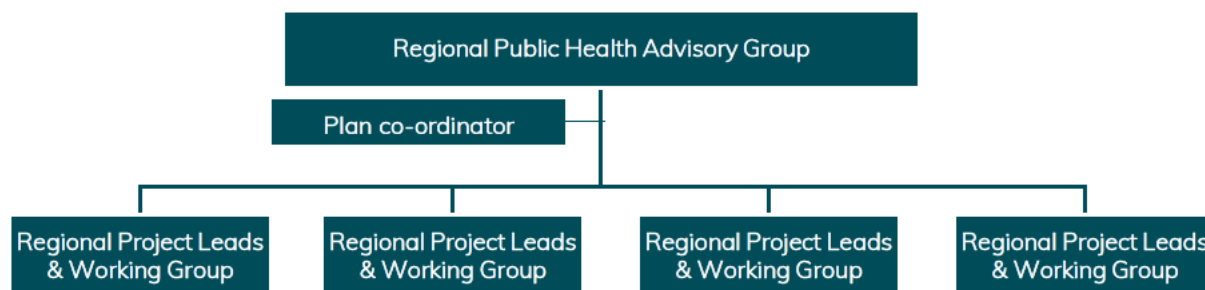 Regional Public Health Advisory Group
Plan co-ordinator
Regional Project Leads
& Working Group
Regional Project Leads
& Working Group
Regional Project Leads
& Working Group
Regional Project Leads
& Working Group